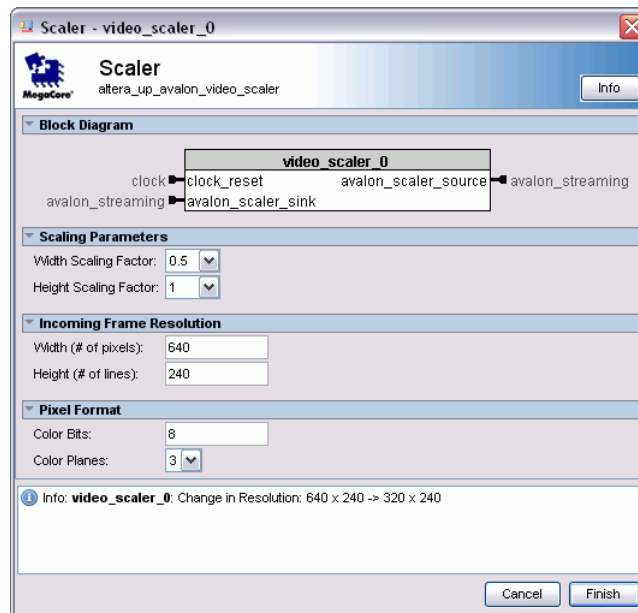 Scaler - video_scaler_0
MegaCore®
Scaler
altera_up_avalon_video_scaler
Info
Block Diagram
video_scaler_0
clock clock_reset avalon_scaler_source avalon_streaming
avalon_streaming avalon_scaler_sink
Scaling Parameters
Width Scaling Factor: 0.5
Height Scaling Factor: 1
Incoming Frame Resolution
Width (# of pixels): 640
Height (# of lines): 240
Pixel Format
Color Bits: 8
Color Planes: 3
Info: video_scaler_0: Change in Resolution: 640 x 240 -> 320 x 240
Cancel Finish